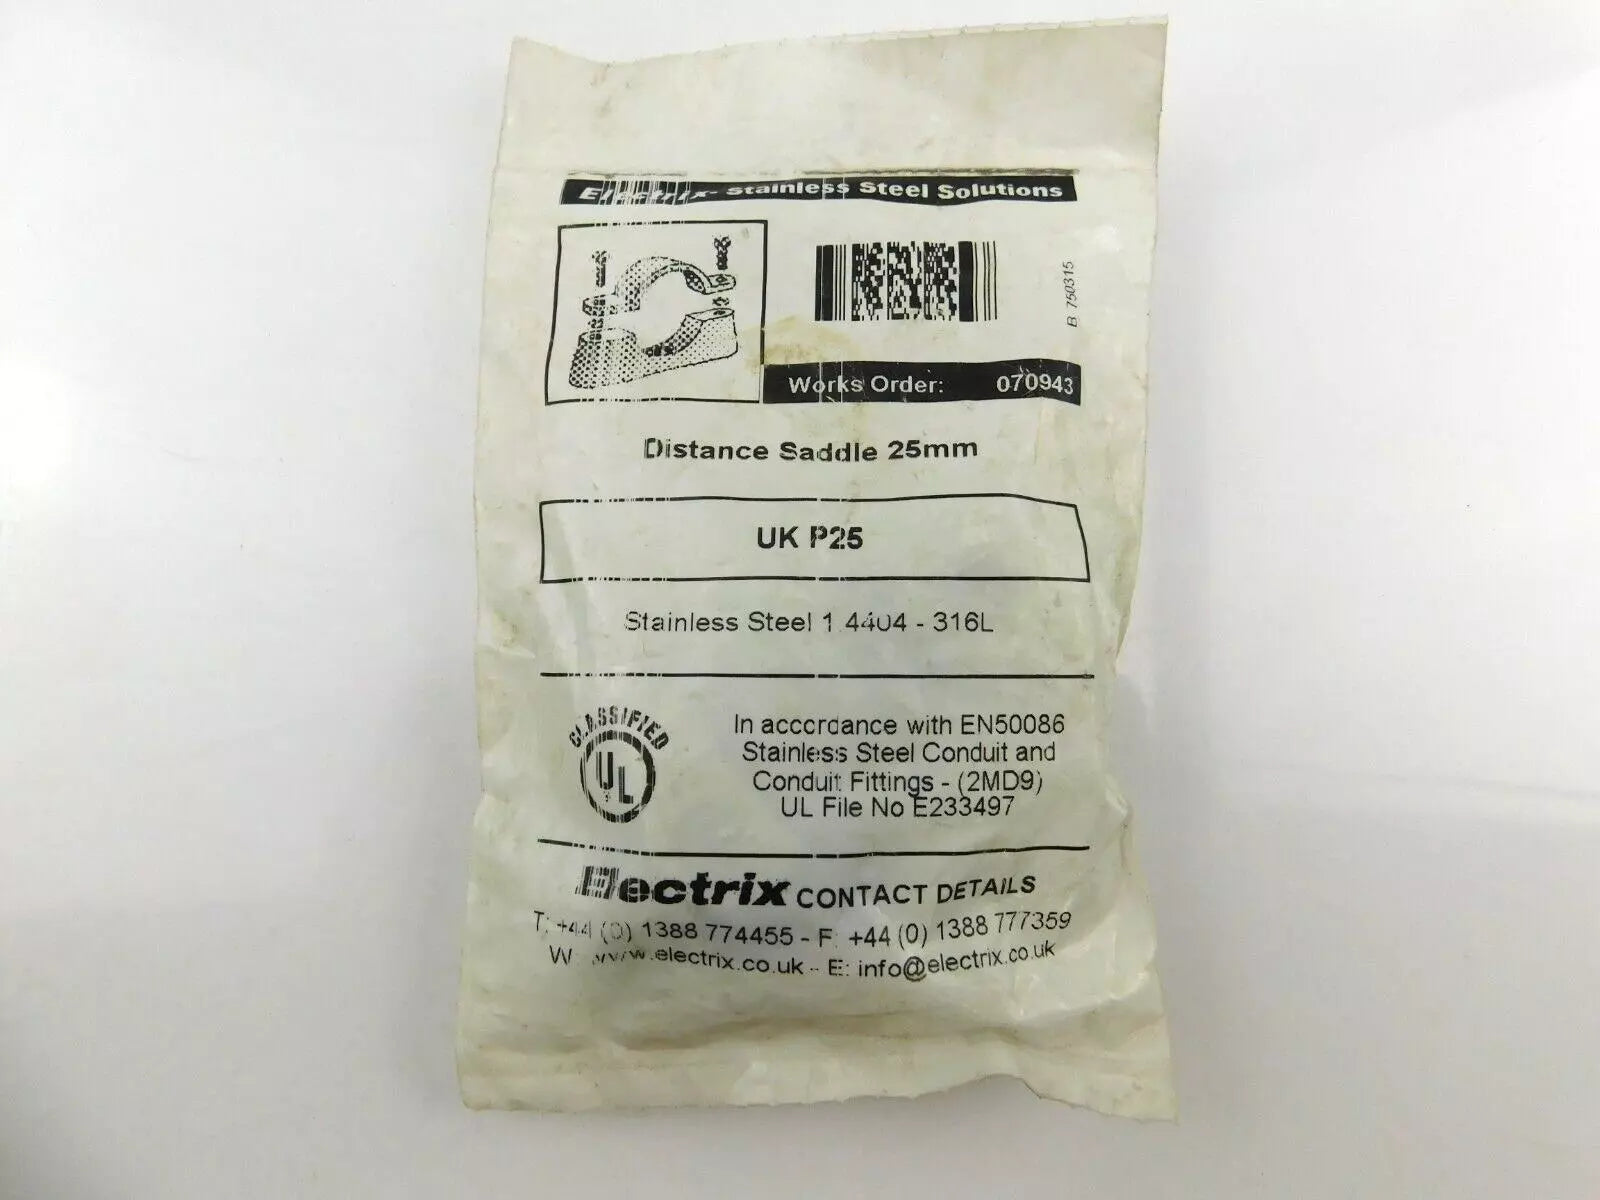 Electrix- Stainless Steel Solutions
B 750315
Works Order: 070943
Distance Saddle 25mm
UK P25
Stainless Steel 1.4404 - 316L
CLASSIFIED
UL
In accordance with EN50086
Stainless Steel Conduit and
Conduit Fittings - (2MD9)
UL File No E233497
Electrix CONTACT DETAILS
T: +44 (0) 1388 774455 - F: +44 (0) 1388 777359
W: www.electrix.co.uk - E: info@electrix.co.uk